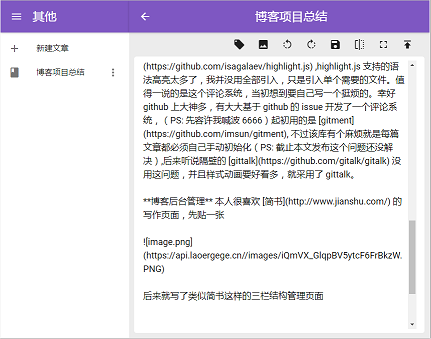 其他
博客项目总结
新建文章
博客项目总结
(https://github.com/isagalaev/highlight.js) ,highlight.js 支持的语
法高亮太多了，我并没用全部引入，只是引入单个需要的文件。值
得一说的是这个评论系统，当初想到要自己写一个挺烦的。幸好
github 上大神多，有大大基于 github 的 issue 开发了一个评论系
统，（PS: 先容许我喊波 6666）起初用的是 [gitment]
(https://github.com/imsun/gitment), 不过该库有个麻烦就是每篇
文章都必须自己手动初始化（PS: 截止本文发布这个问题还没解
决）,后来听说隔壁的 [gittalk](https://github.com/gitalk/gitalk) 没
用这问题，并且样式动画要好看多，就采用了 gittalk。
**博客后台管理** 本人很喜欢 [简书](http://www.jianshu.com/) 的
写作页面，先贴一张
![image.png]
(https://api.laoergege.cn//images/iQmVX_GlqpBV5ytcF6FrBkzW.
PNG)
后来就写了类似简书这样的三栏结构管理页面